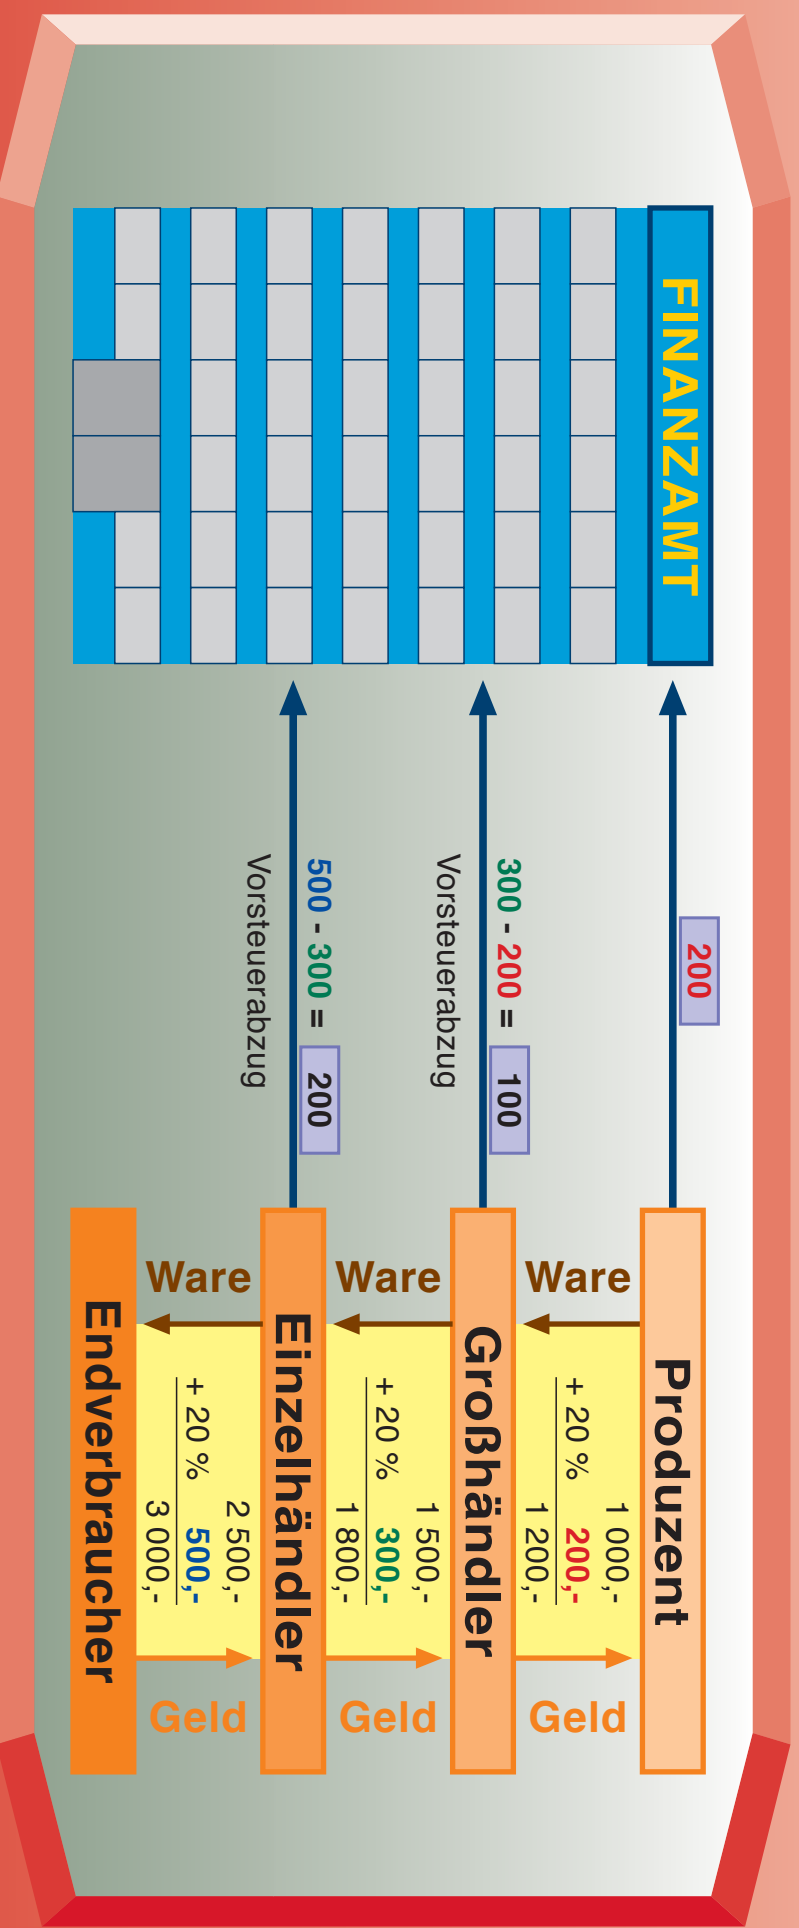 FINANZAMT
200
Produzent
Ware
1 000,-
+ 20 % 200,-
1 200,-
Geld
300 - 200 = 100
Vorsteuerabzug
Großhändler
Ware
1 500,-
+ 20 % 300,-
1 800,-
Geld
500 - 300 = 200
Vorsteuerabzug
Einzelhändler
Ware
2 500,-
+ 20 % 500,-
3 000,-
Geld
Endverbraucher